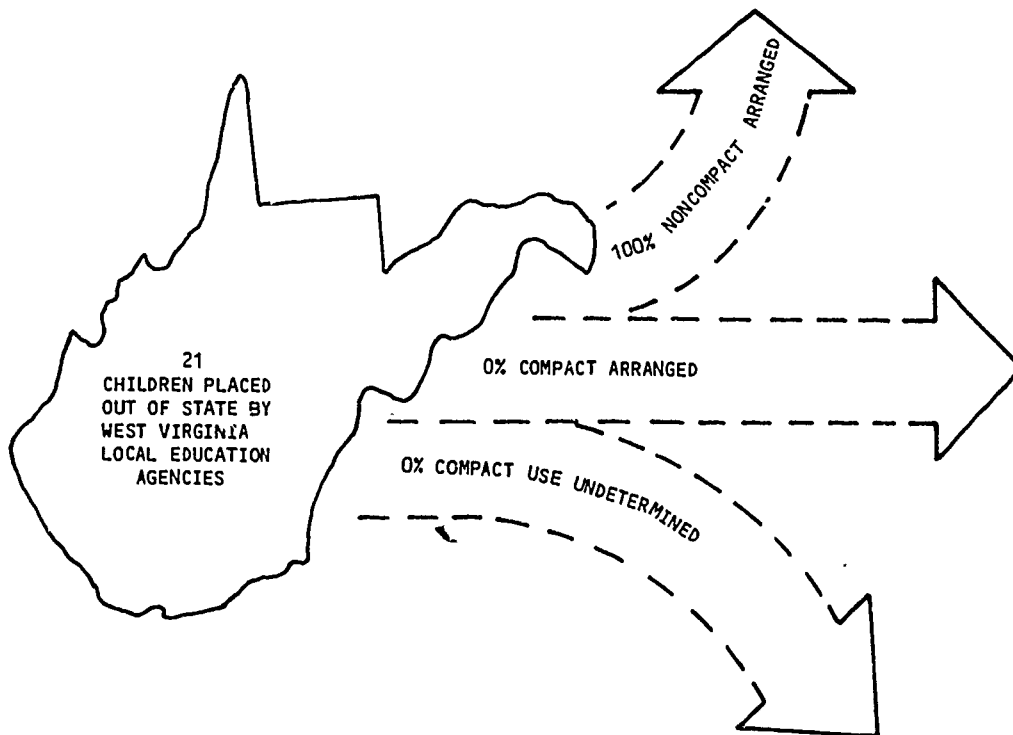 100% NONCOMPACT ARRANGED
21
CHILDREN PLACED
OUT OF STATE BY
WEST VIRGINIA
LOCAL EDUCATION
AGENCIES
0% COMPACT ARRANGED
0% COMPACT USE UNDETERMINED